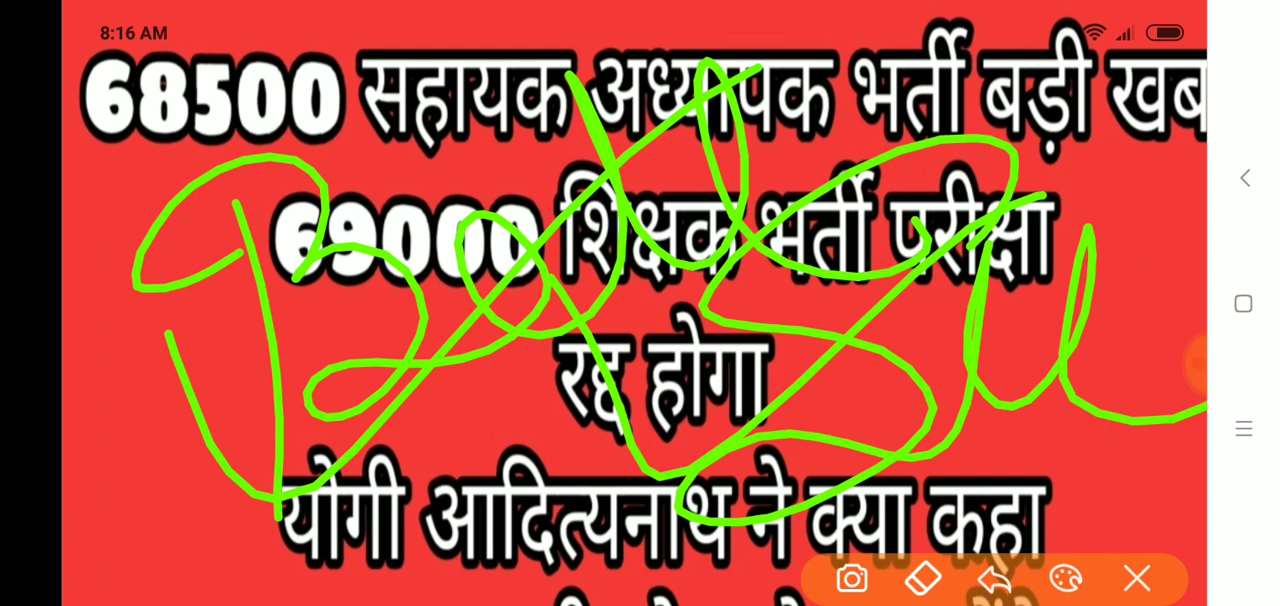 8:16 AM
68500 सहायक अध्यापक भर्ती बड़ी खब
69000 शिक्षक भर्ती परीक्षा
रद्द होगा
योगी आदित्यनाथ ने क्या कहा